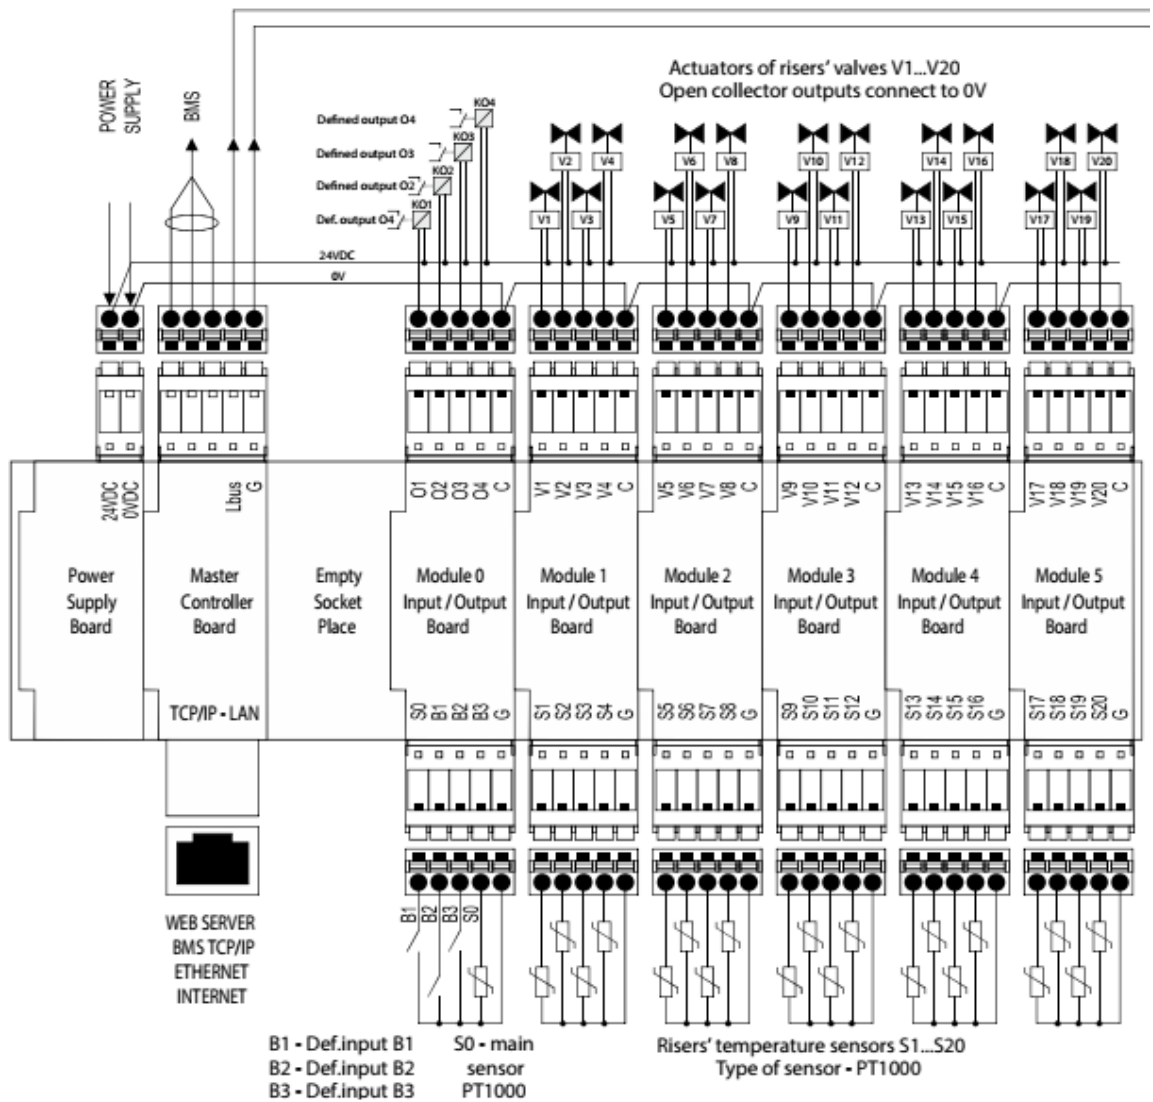 Actuators of risers' valves V1...V20
Open collector outputs connect to 0V
POWER
SUPPLY
BMS
Defined output O4
KO4
Defined output O3
KO3
Defined output O2
KO2
Def. output O4
KO1
V2
V4
V6
V8
V10
V12
V14
V16
V18
V20
V1
V3
V5
V7
V9
V11
V13
V15
V17
V19
24VDC
0V
24VDC
0VDC
Lbus
G
O1
O2
O3
O4
C
V1
V2
V3
V4
C
V5
V6
V7
V8
C
V9
V10
V11
V12
C
V13
V14
V15
V16
C
V17
V18
V19
V20
C
Power
Supply
Board
Master
Controller
Board
Empty
Socket
Place
Module 0
Input / Output
Board
Module 1
Input / Output
Board
Module 2
Input / Output
Board
Module 3
Input / Output
Board
Module 4
Input / Output
Board
Module 5
Input / Output
Board
TCP/IP - LAN
S0
B1
B2
B3
G
S1
S2
S3
S4
G
S5
S6
S7
S8
G
S9
S10
S11
S12
G
S13
S14
S15
S16
G
S17
S18
S19
S20
G
WEB SERVER
BMS TCP/IP
ETHERNET
INTERNET
B1
B2
B3
S0
B1 - Def.input B1
B2 - Def.input B2
B3 - Def.input B3
S0 - main
sensor
PT1000
Risers' temperature sensors S1...S20
Type of sensor - PT1000